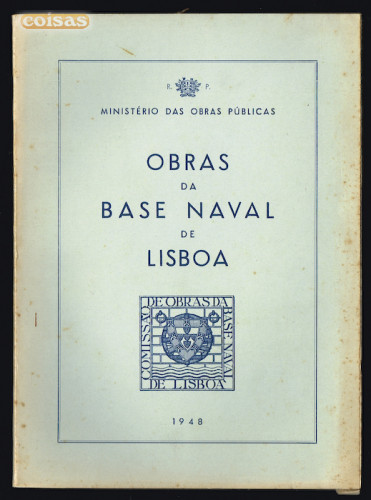 coisas
R. P.
MINISTÉRIO DAS OBRAS PÚBLICAS
OBRAS
DA
BASE NAVAL
DE
LISBOA
COMISSÃO DE OBRAS DA BASE NAVAL DE LISBOA
1948